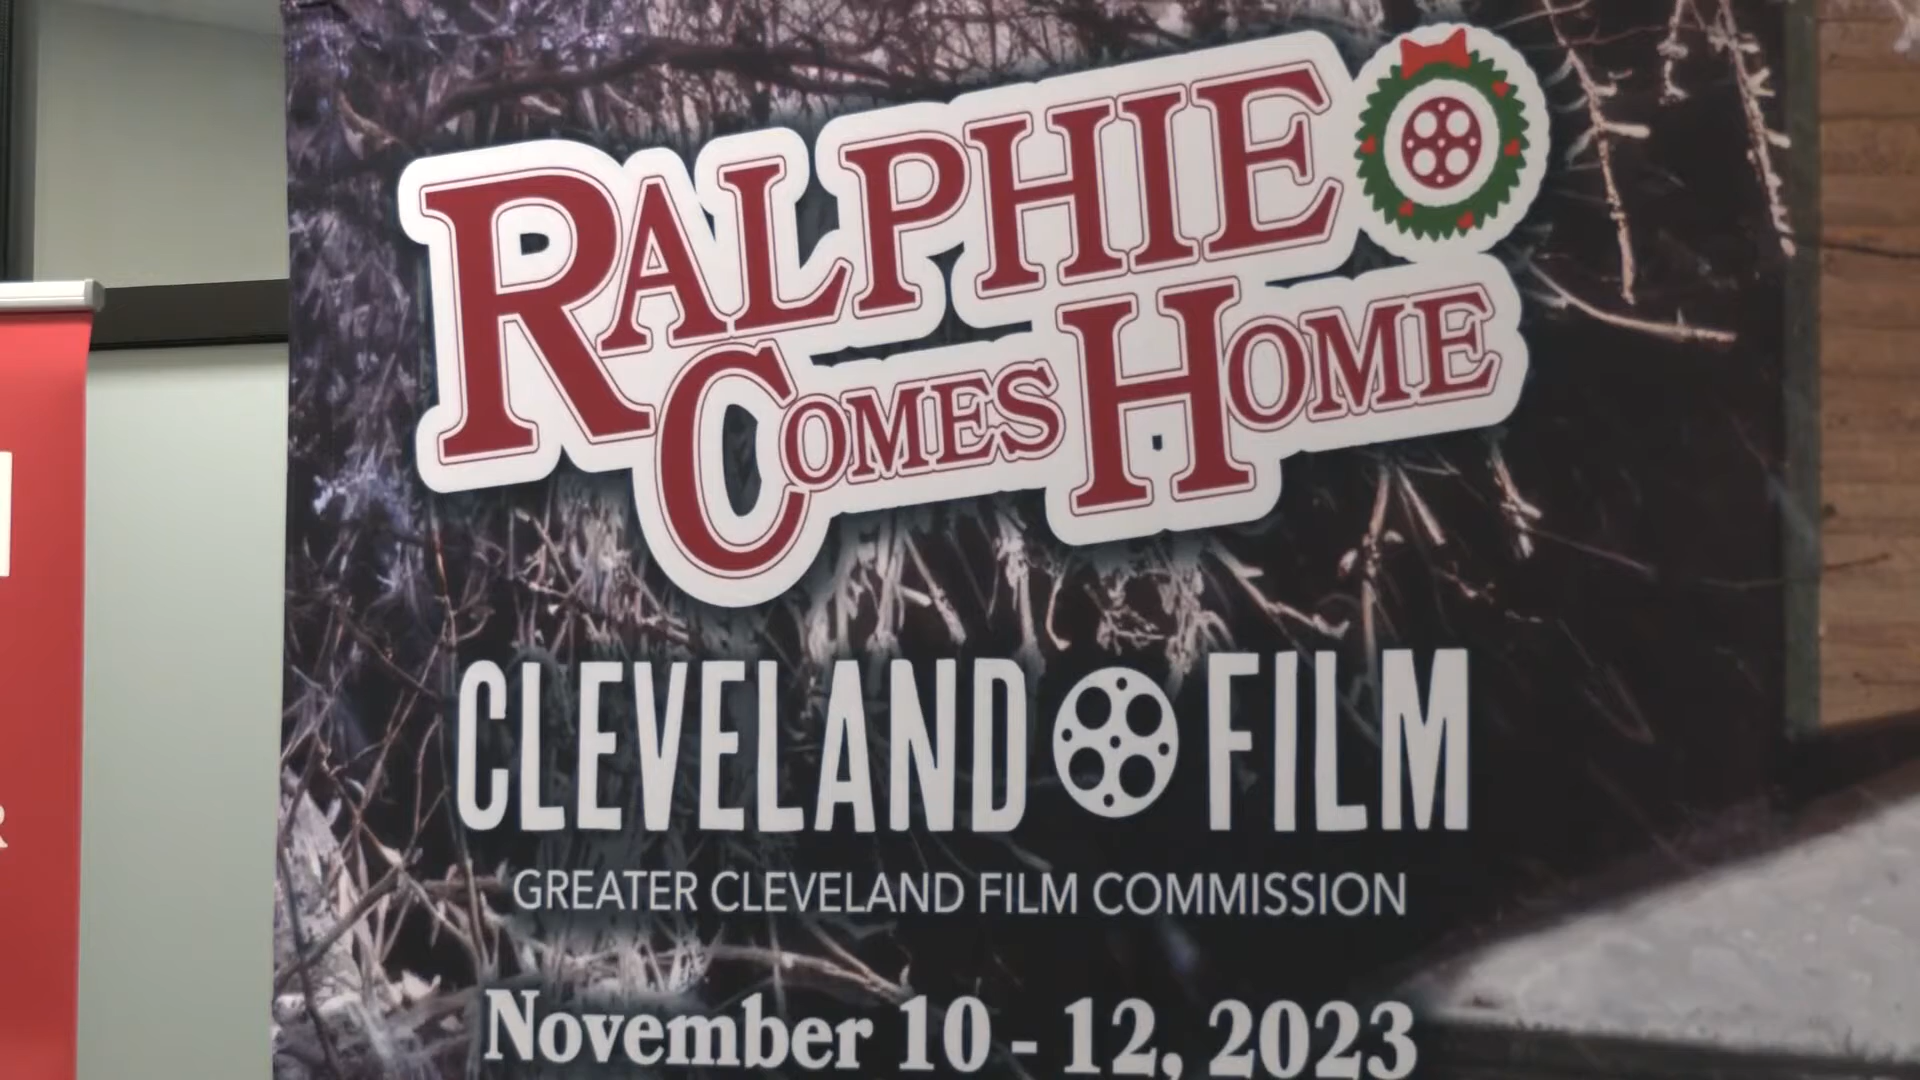 RALPHIE
COMES HOME
CLEVELAND FILM
GREATER CLEVELAND FILM COMMISSION
November 10 - 12, 2023
R